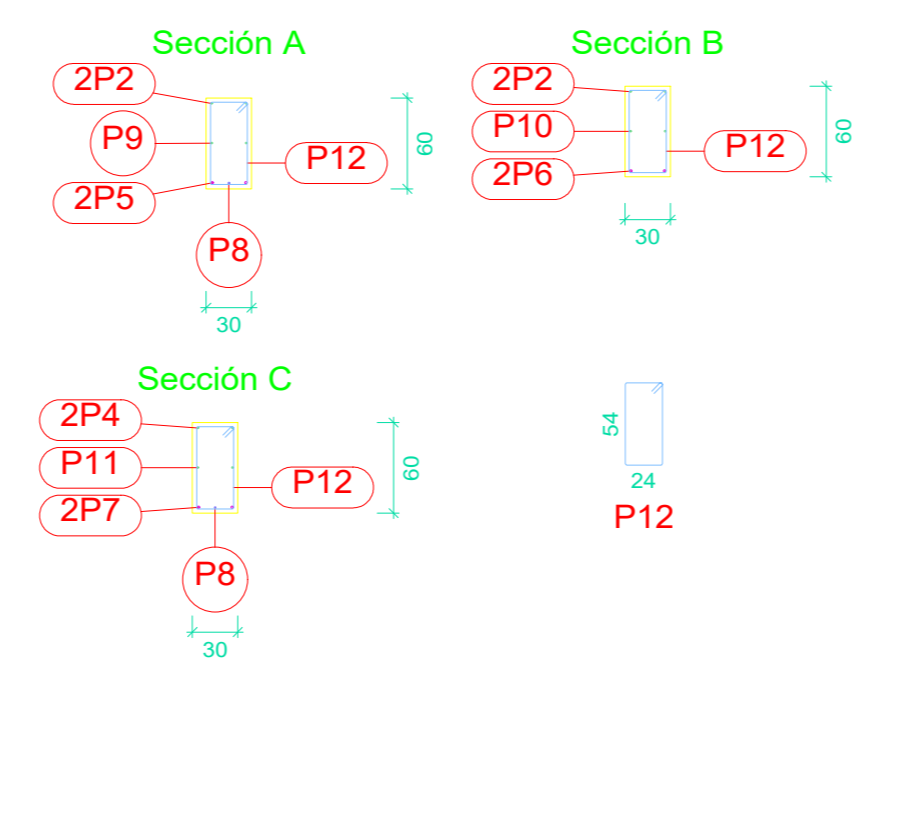 Sección A
2P2
P9
2P5
P12
P8
60
30
Sección B
2P2
P10
2P6
P12
60
30
Sección C
2P4
P11
2P7
P12
P8
60
30
54
24
P12